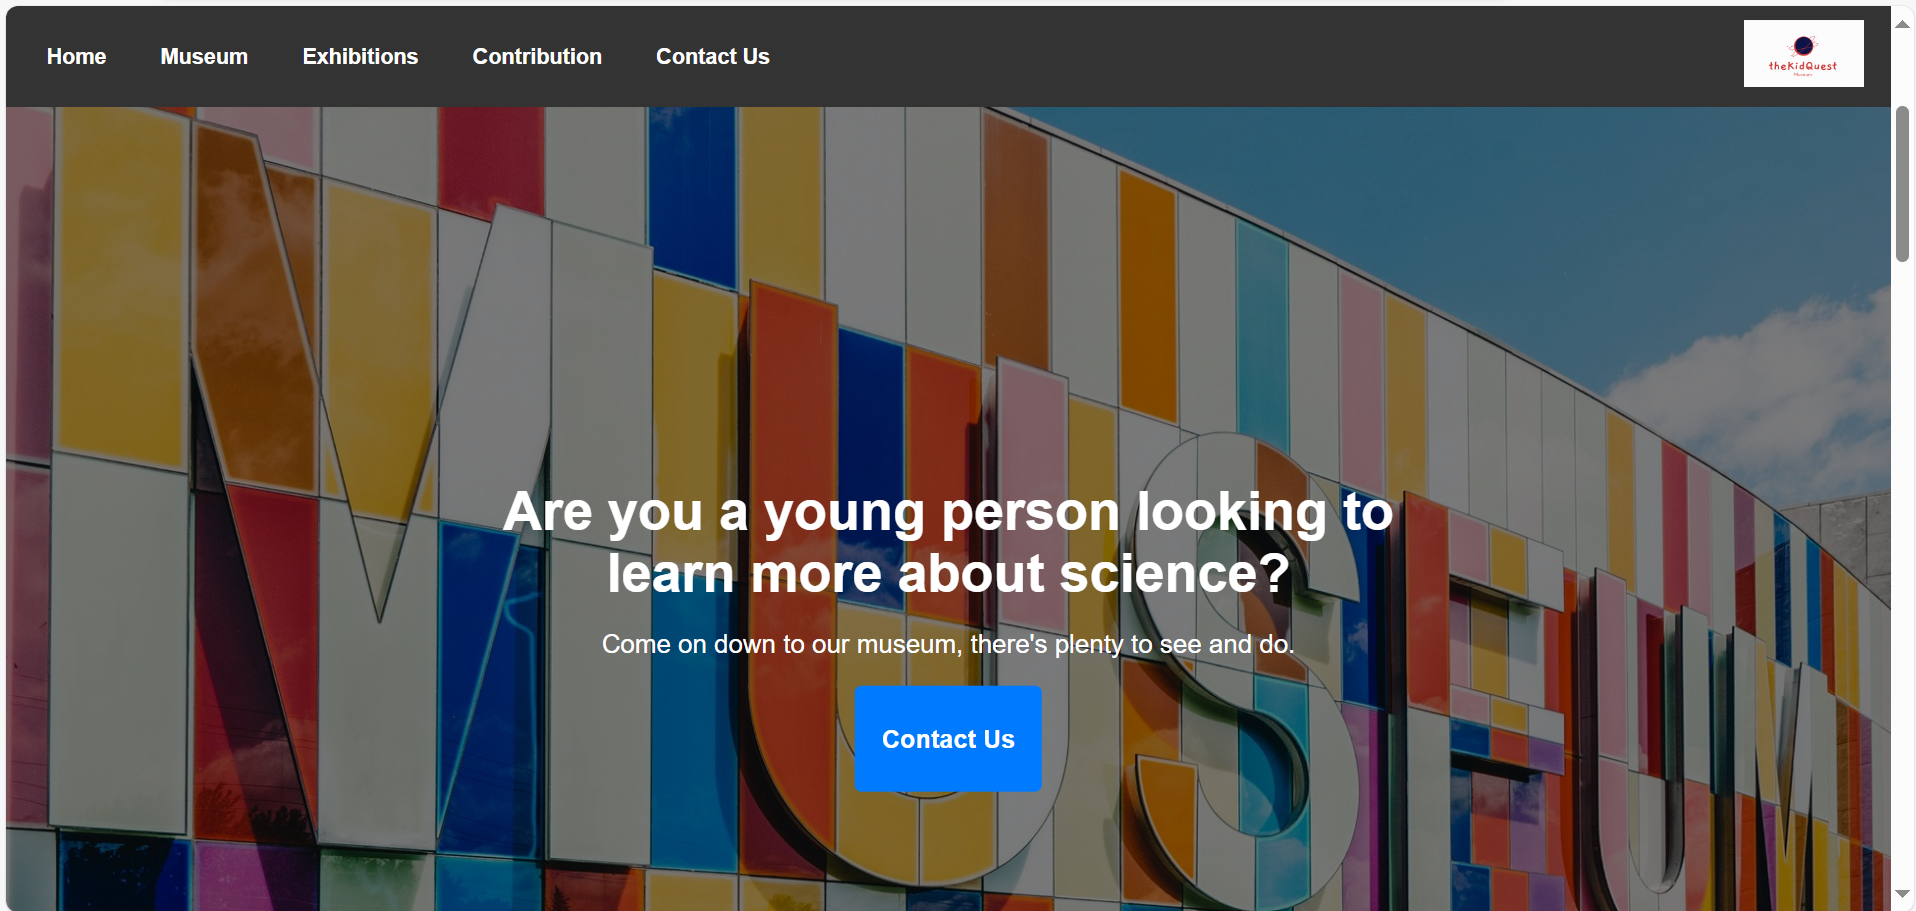 Home Museum Exhibitions Contribution Contact Us
theKidQuest
Museum
MUSEUM
Are you a young person looking to
learn more about science?
Come on down to our museum, there's plenty to see and do.
Contact Us